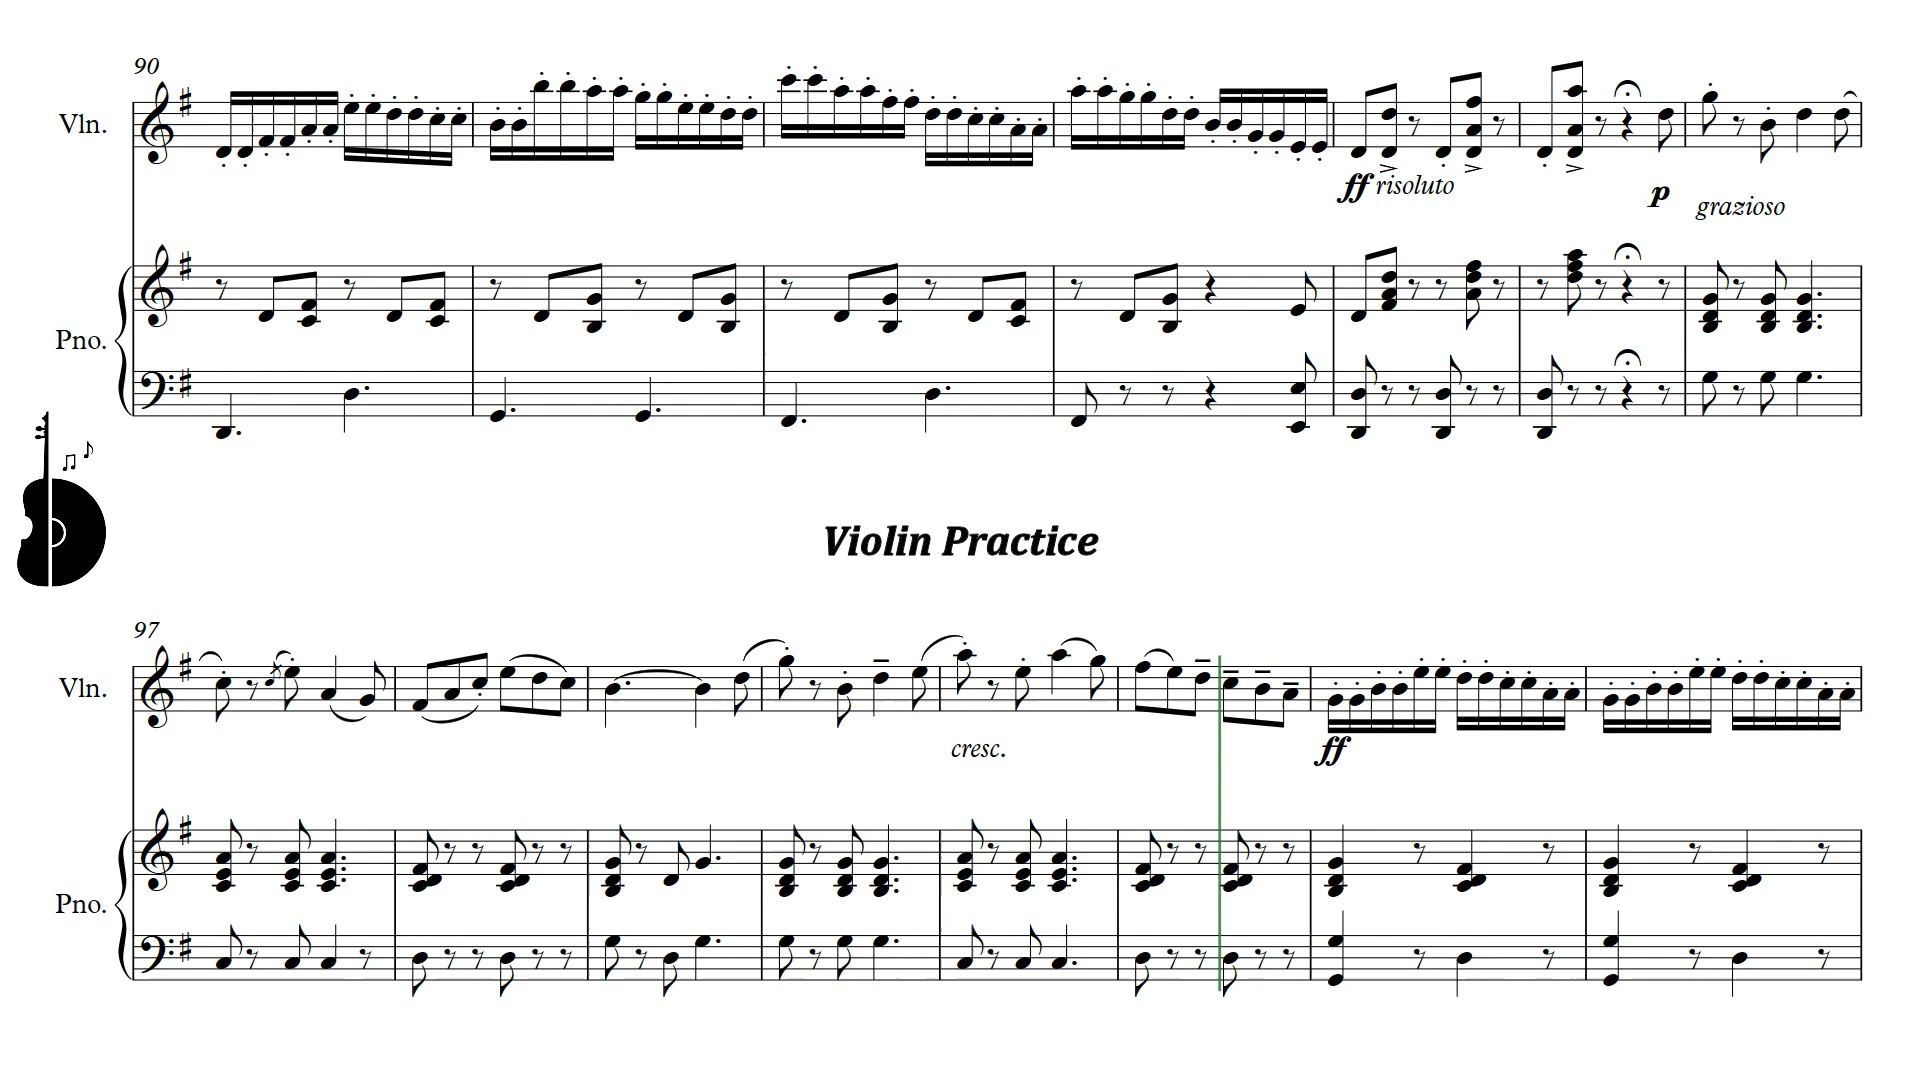 90
Vln.
ff risoluto
p
grazioso
Pno.
Violin Practice
97
Vln.
cresc.
ff
Pno.